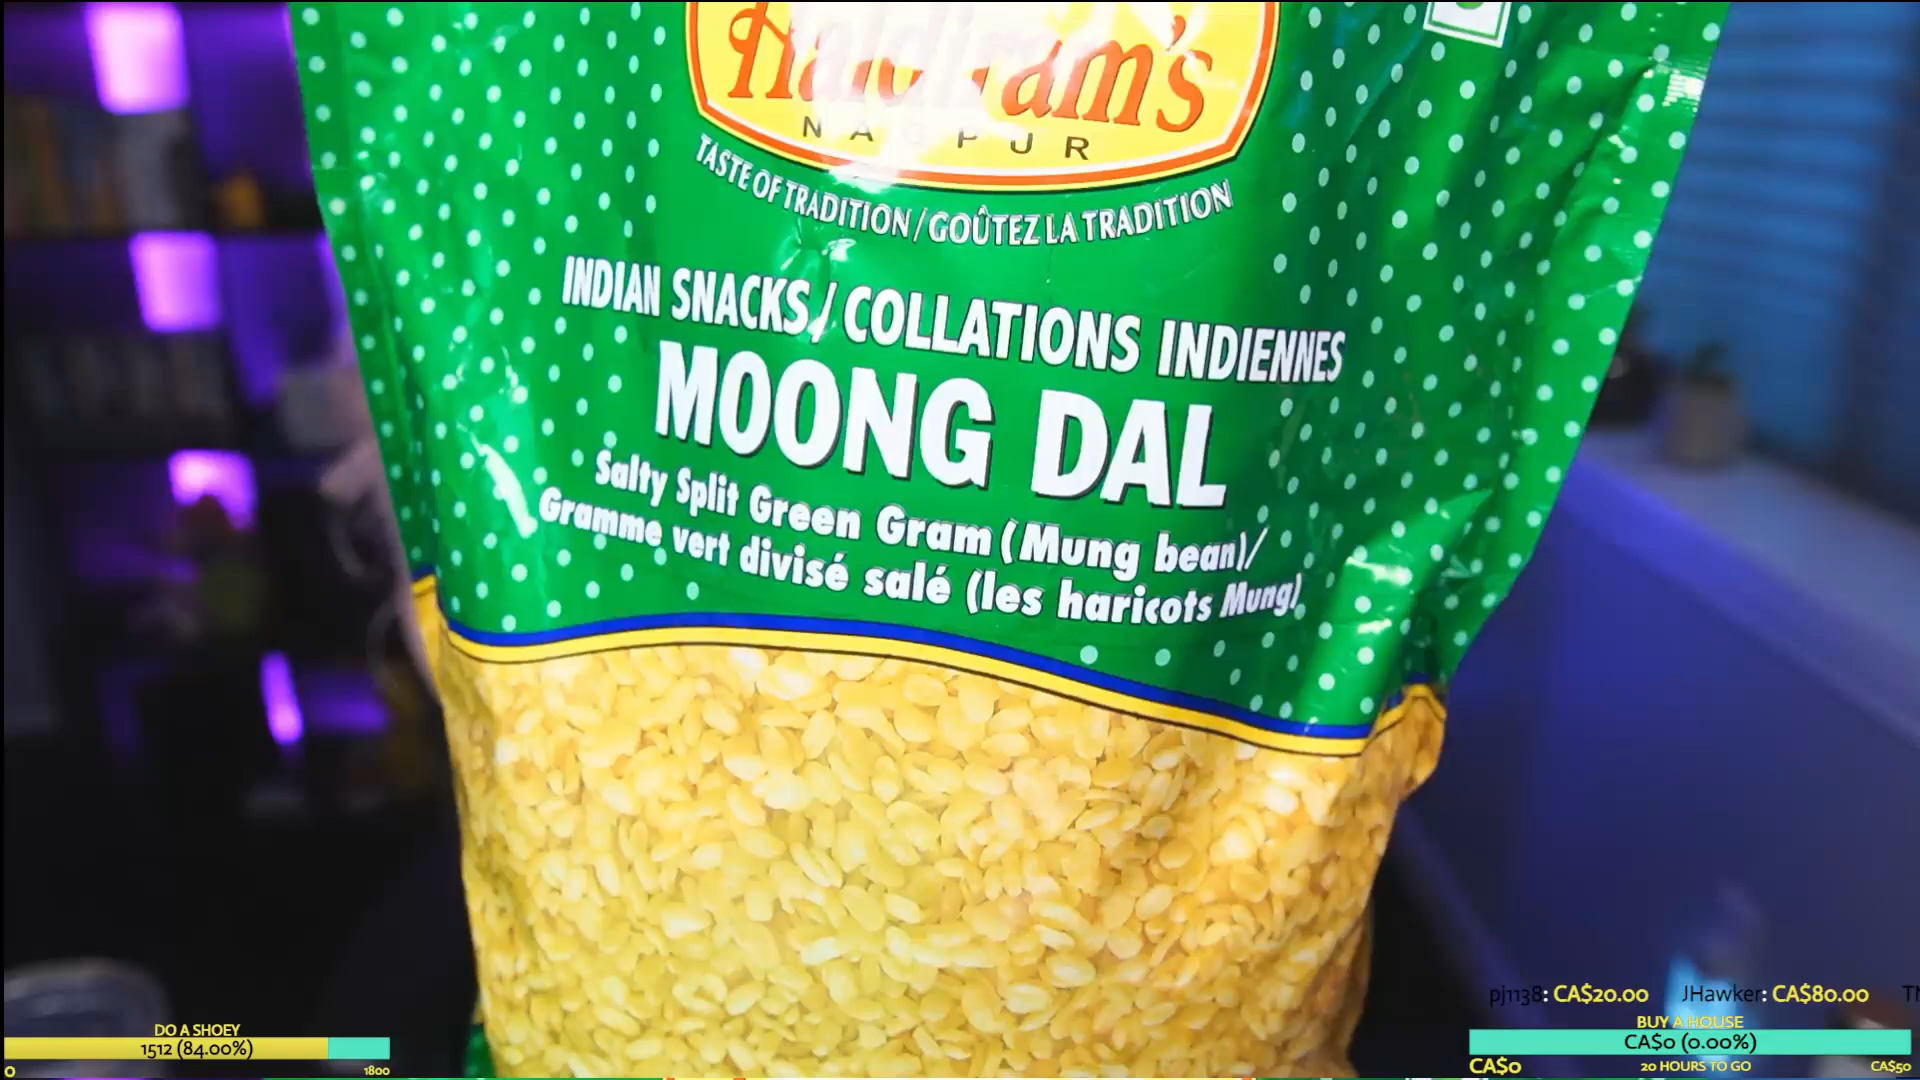 Haldiram's
NAGPUR
TASTE OF TRADITION / GOÛTEZ LA TRADITION
INDIAN SNACKS / COLLATIONS INDIENNES
MOONG DAL
Salty Split Green Gram (Mung bean)/
Gramme vert divisé salé (les haricots Mung)
pj1138: CA$20.00 JHawker: CA$80.00
DO A SHOEY
1512 (84.00%)
0 1800
BUY A HOUSE
CA$0 (0.00%)
CA$0 20 HOURS TO GO CA$50